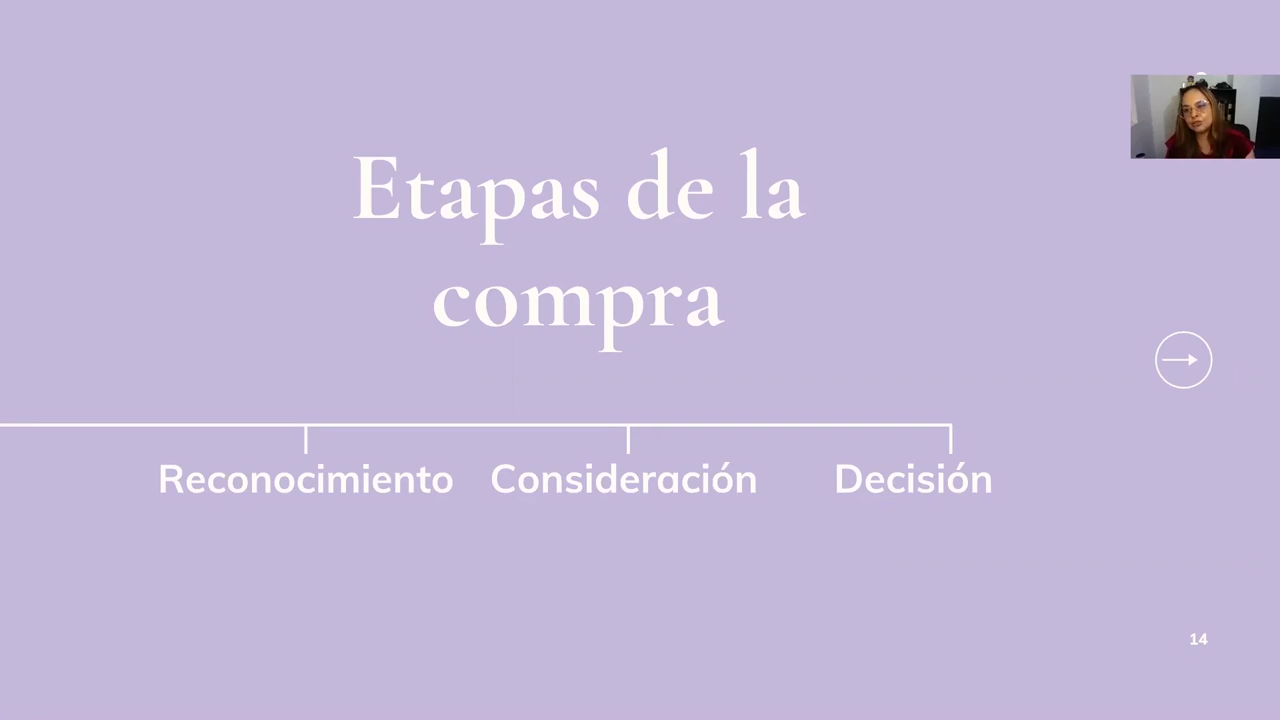 Etapas de la
compra
Reconocimiento Consideración Decisión
14